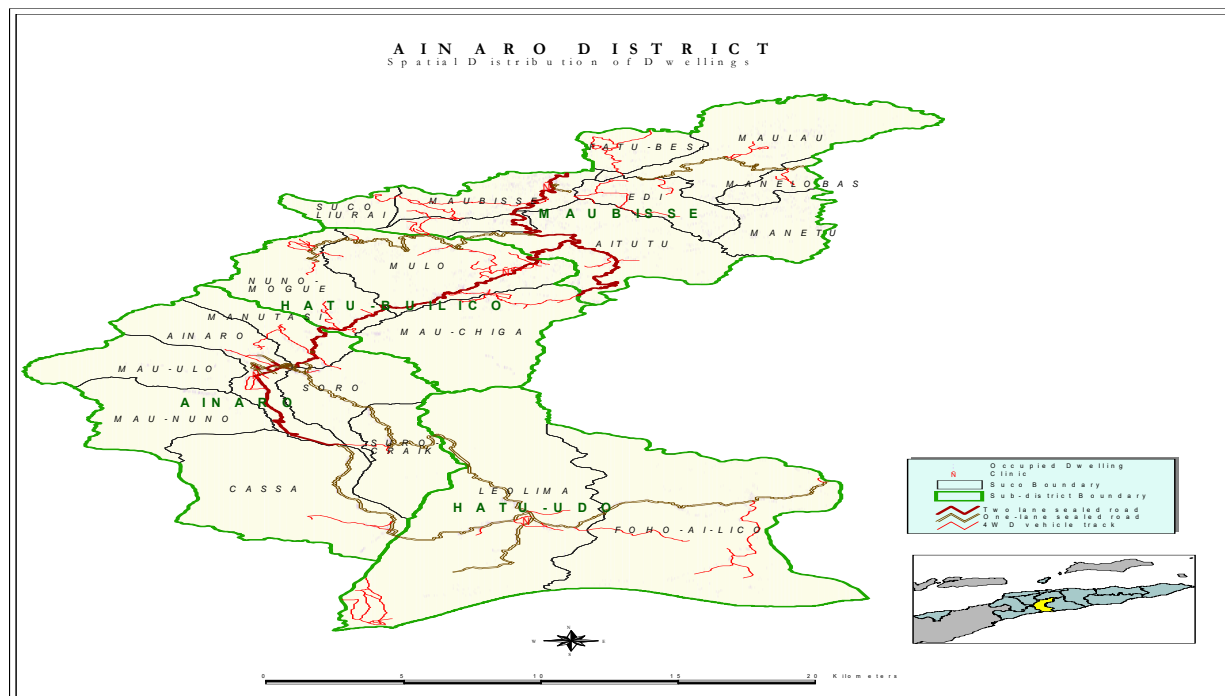 AINARO DISTRICT
Spatial Distribution of Dwellings
MAULAU
HATU-BESI
MANELOBAS
EDI
MAUBISSE
SUCO
LIURAI
MAUBISSE
MANETU
AITUTU
MULO
NUNO-
MOGUE
HATU-BUILICO
MANUTASI
MAU-CHIGA
AINARO
MAU-ULO
SORO
AINARO
MAU-NUNO
SURO-
CRAIK
CASSA
LEOLIMA
HATU-UDO
FOHO-AI-LICO
Occupied Dwelling
Ñ Clinic
Suco Boundary
Sub-district Boundary
Two lane sealed road
One-lane sealed road
4WD vehicle track
N
W E
S
0 5 10 15 20 Kilometers